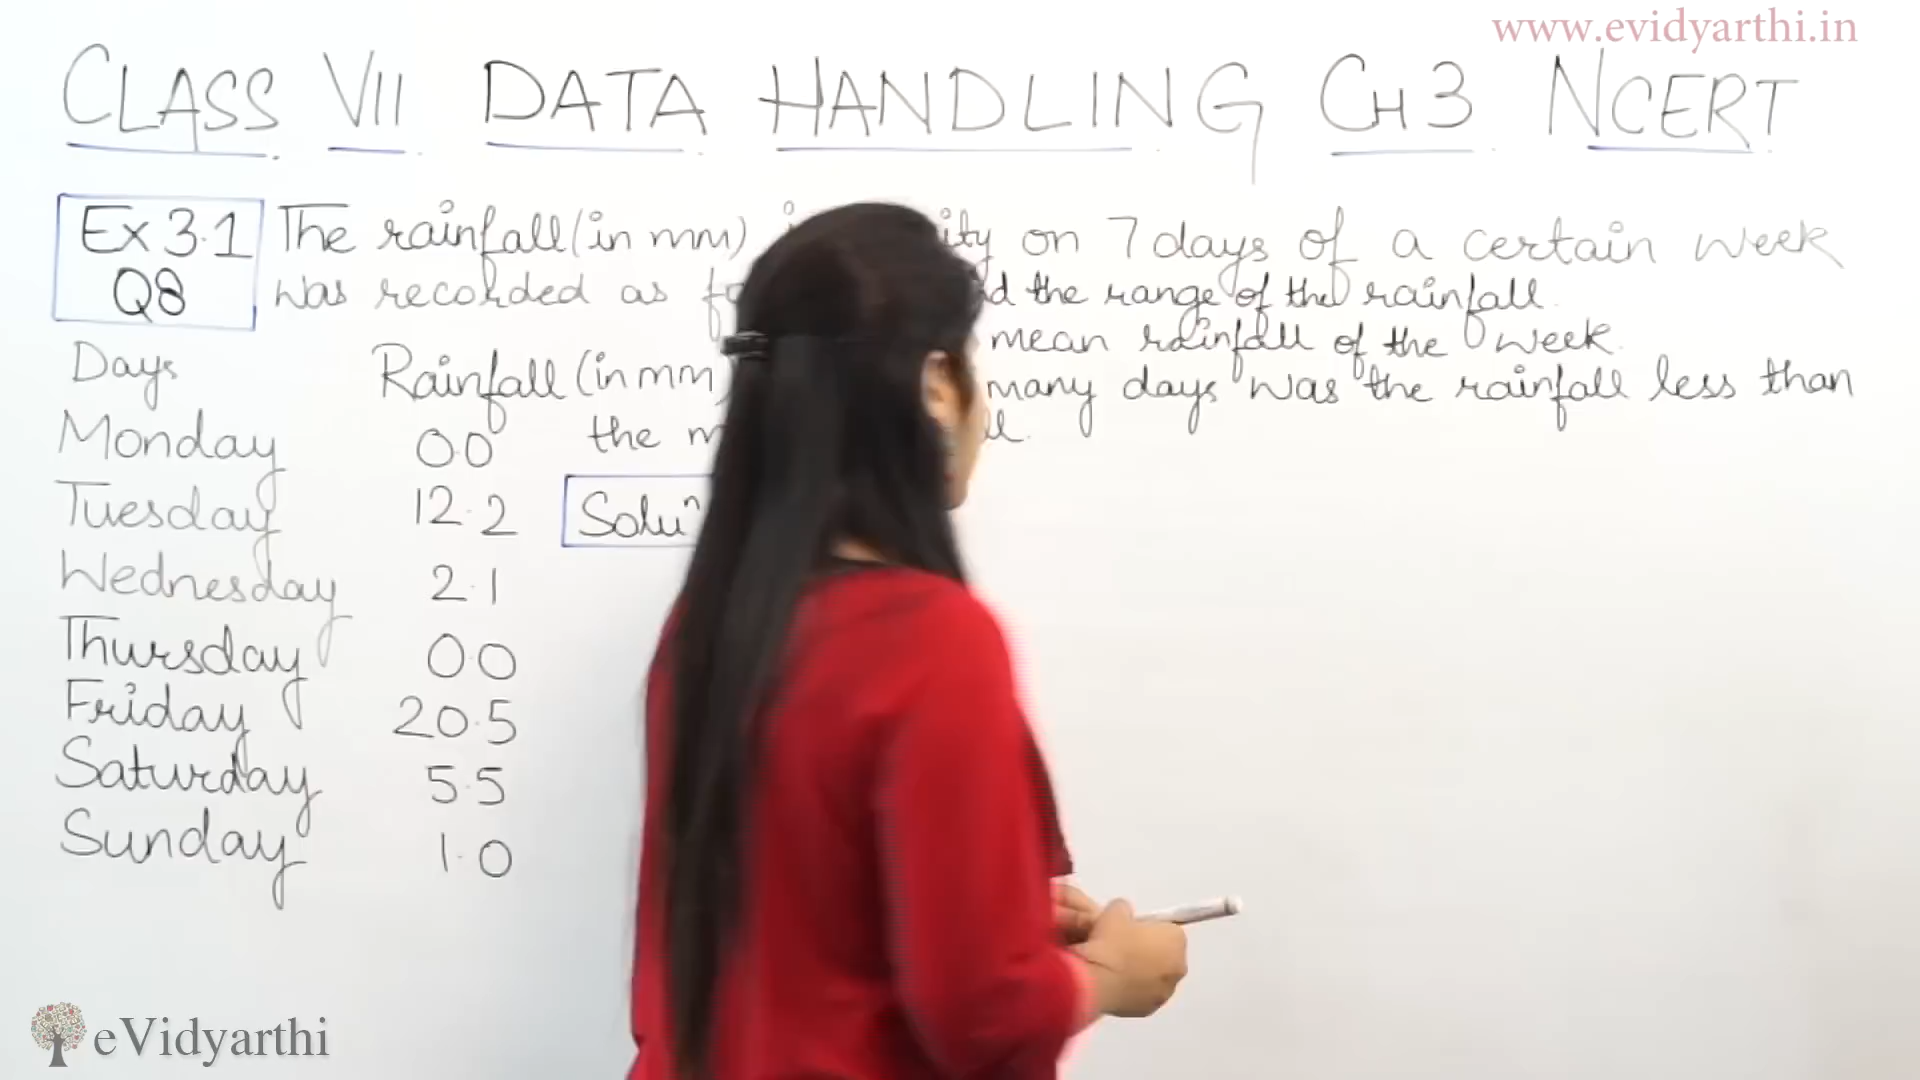 www.evidyarthi.in
CLASS VII DATA HANDLING CH 3 NCERT
Ex 3.1
Q8
The rainfall (in mm) on 7 days of a certain week
was recorded as the range of the rainfall.
mean rainfall of the week.
many days was the rainfall less than
the
Days Rainfall (in mm)
Monday 0.0
Tuesday 12.2
Wednesday 2.1
Thursday 0.0
Friday 20.5
Saturday 5.5
Sunday 1.0
Soluⁿ
eVidyarthi